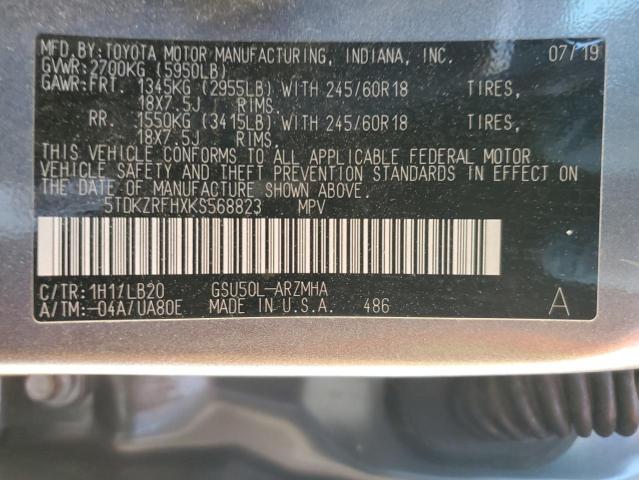 MFD. BY: TOYOTA MOTOR MANUFACTURING, INDIANA, INC. 07/19
GVWR: 2700KG (5950LB)
GAWR: FRT. 1345KG (2955LB) WITH 245/60R18 TIRES,
18X7.5J RIMS.
RR. 1550KG (3415LB) WITH 245/60R18 TIRES,
18X7.5J RIMS.
THIS VEHICLE CONFORMS TO ALL APPLICABLE FEDERAL MOTOR
VEHICLE SAFETY AND THEFT PREVENTION STANDARDS IN EFFECT ON
THE DATE OF MANUFACTURE SHOWN ABOVE.
5TDKZRFHXKS568823 MPV
C/TR: 1H1/LB20 GSU50L-ARZMHA
A/TM: -04A/UA80E MADE IN U.S.A. 486 A